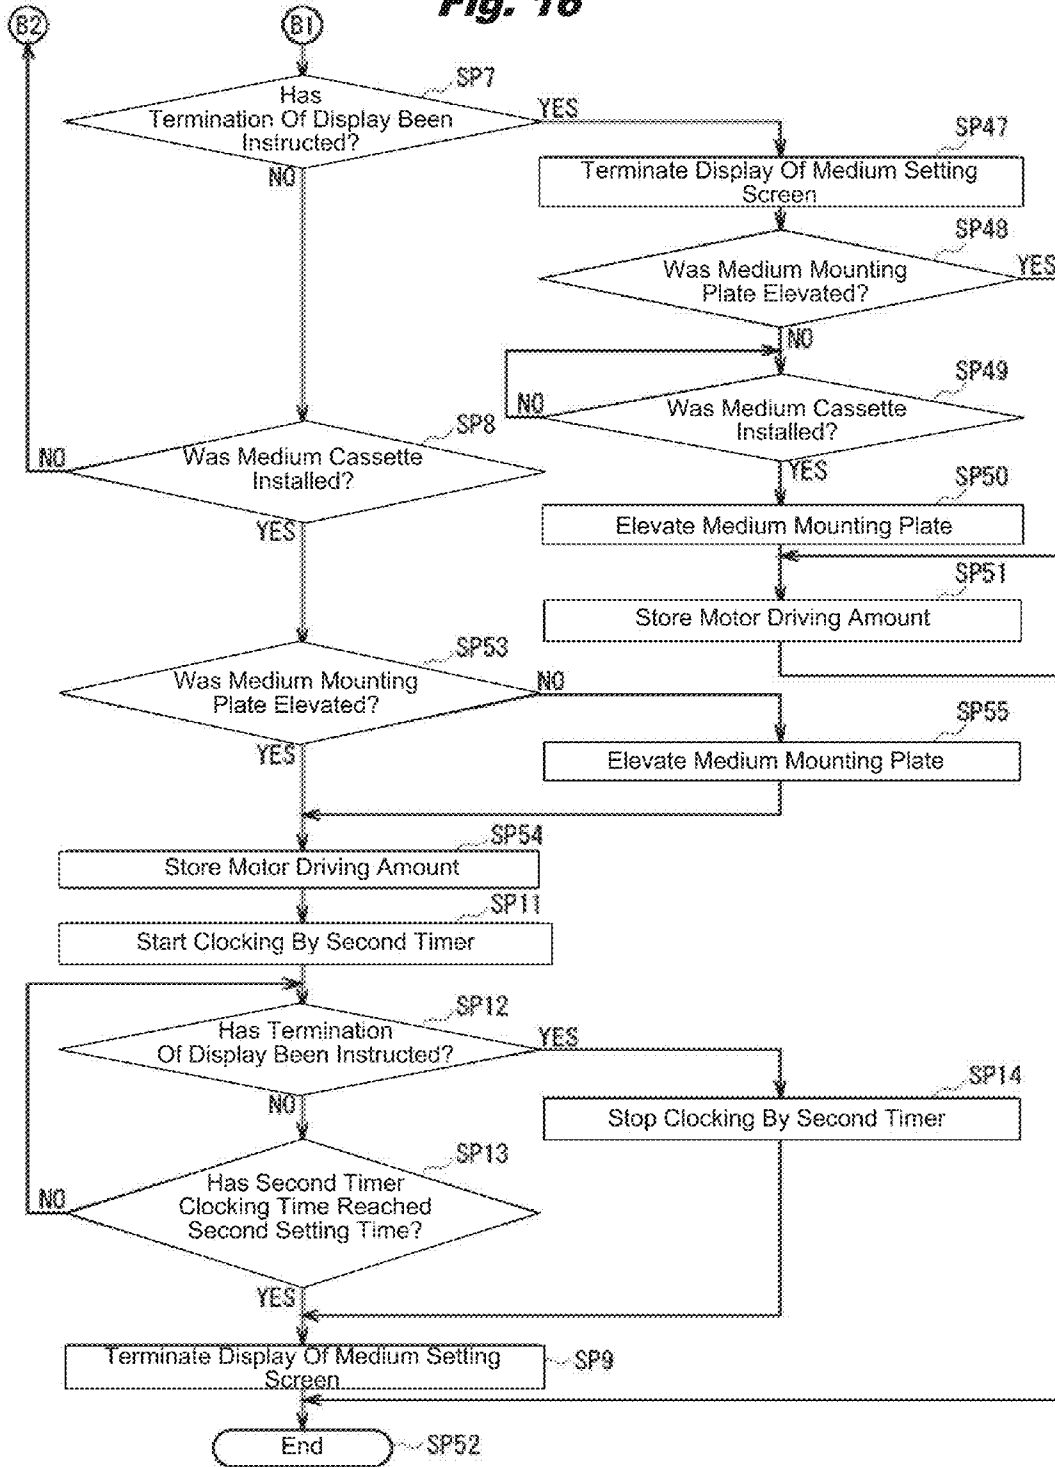 Fig. 16
B2
B1
SP7
Has
Termination Of Display Been
Instructed?
YES
NO
SP47
Terminate Display Of Medium Setting
Screen
SP48
Was Medium Mounting
Plate Elevated?
YES
NO
SP49
Was Medium Cassette
Installed?
NO
YES
SP8
Was Medium Cassette
Installed?
NO
YES
SP50
Elevate Medium Mounting Plate
SP51
Store Motor Driving Amount
SP53
Was Medium Mounting
Plate Elevated?
NO
YES
SP55
Elevate Medium Mounting Plate
SP54
Store Motor Driving Amount
SP11
Start Clocking By Second Timer
SP12
Has Termination
Of Display Been Instructed?
YES
NO
SP14
Stop Clocking By Second Timer
SP13
Has Second Timer
Clocking Time Reached
Second Setting Time?
NO
YES
Terminate Display Of Medium Setting
Screen
SP9
End
SP52